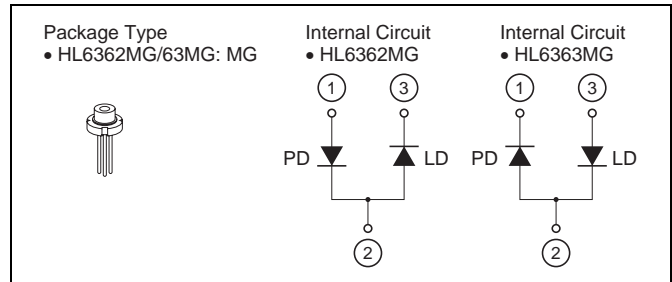 Package Type
• HL6362MG/63MG: MG
Internal Circuit
• HL6362MG
1
3
PD
LD
2
Internal Circuit
• HL6363MG
1
3
PD
LD
2